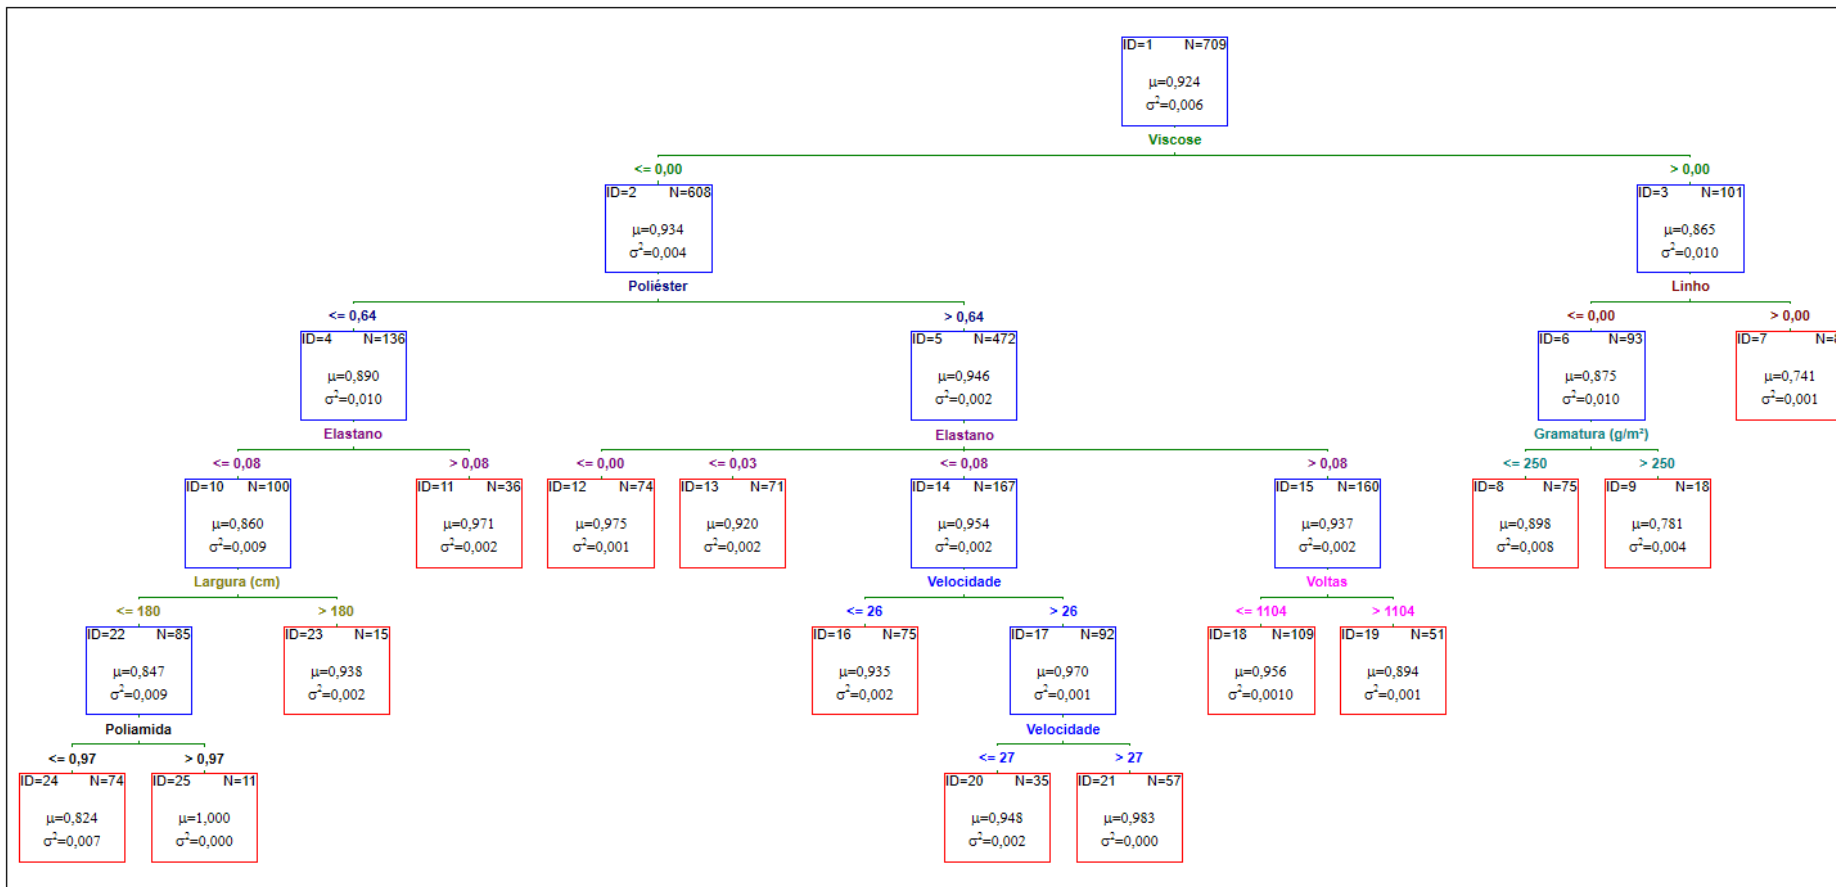 ID=1 N=709
μ=0,924
σ²=0,006
Viscose
<= 0,00 > 0,00
ID=2 N=608 ID=3 N=101
μ=0,934 μ=0,865
σ²=0,004 σ²=0,010
Poliéster Linho
<= 0,64 > 0,64 <= 0,00 > 0,00
ID=4 N=136 ID=5 N=472 ID=6 N=93 ID=7 N=8
μ=0,890 μ=0,946 μ=0,875 μ=0,741
σ²=0,010 σ²=0,002 σ²=0,010 σ²=0,001
Elastano Elastano Gramatura (g/m²)
<= 0,08 > 0,08 <= 0,00 <= 0,03 <= 0,08 > 0,08 <= 250 > 250
ID=10 N=100 ID=11 N=36 ID=12 N=74 ID=13 N=71 ID=14 N=167 ID=15 N=160 ID=8 N=75 ID=9 N=18
μ=0,860 μ=0,971 μ=0,975 μ=0,920 μ=0,954 μ=0,937 μ=0,898 μ=0,781
σ²=0,009 σ²=0,002 σ²=0,001 σ²=0,002 σ²=0,002 σ²=0,002 σ²=0,008 σ²=0,004
Largura (cm) Velocidade Voltas
<= 180 > 180 <= 26 > 26 <= 1104 > 1104
ID=22 N=85 ID=23 N=15 ID=16 N=75 ID=17 N=92 ID=18 N=109 ID=19 N=51
μ=0,847 μ=0,938 μ=0,935 μ=0,970 μ=0,956 μ=0,894
σ²=0,009 σ²=0,002 σ²=0,002 σ²=0,001 σ²=0,0010 σ²=0,001
Poliamida Velocidade
<= 0,97 > 0,97 <= 27 > 27
ID=24 N=74 ID=25 N=11 ID=20 N=35 ID=21 N=57
μ=0,824 μ=1,000 μ=0,948 μ=0,983
σ²=0,007 σ²=0,000 σ²=0,002 σ²=0,000